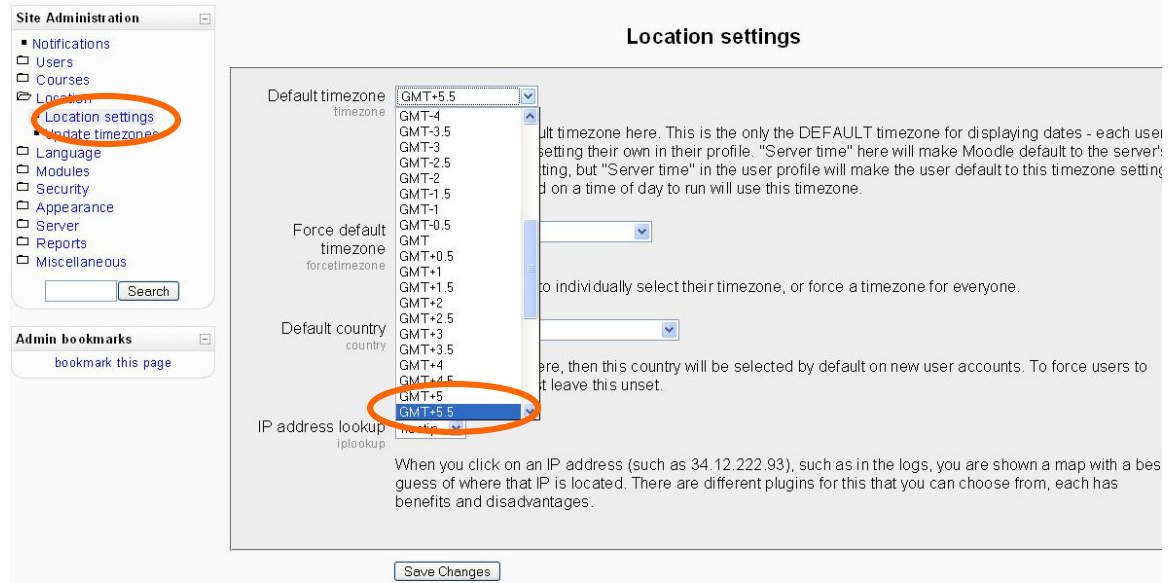 Site Administration
Notifications
Users
Courses
Location
Location settings
Update timezones
Language
Modules
Security
Appearance
Server
Reports
Miscellaneous
Search
Admin bookmarks
bookmark this page
Location settings
Default timezone
timezone
GMT+5.5
GMT-4
GMT-3.5
GMT-3
GMT-2.5
GMT-2
GMT-1.5
GMT-1
GMT-0.5
GMT
GMT+0.5
GMT+1
GMT+1.5
GMT+2
GMT+2.5
GMT+3
GMT+3.5
GMT+4
GMT+4.5
GMT+5
GMT+5.5
timezone here. This is the only the DEFAULT timezone for displaying dates - each user
setting their own in their profile. "Server time" here will make Moodle default to the server's
but "Server time" in the user profile will make the user default to this timezone setting
on a time of day to run will use this timezone.
Force default
timezone
forcetimezone
to individually select their timezone, or force a timezone for everyone.
Default country
country
then this country will be selected by default on new user accounts. To force users to
leave this unset.
IP address lookup
iplookup
When you click on an IP address (such as 34.12.222.93), such as in the logs, you are shown a map with a bes
guess of where that IP is located. There are different plugins for this that you can choose from, each has
benefits and disadvantages.
Save Changes